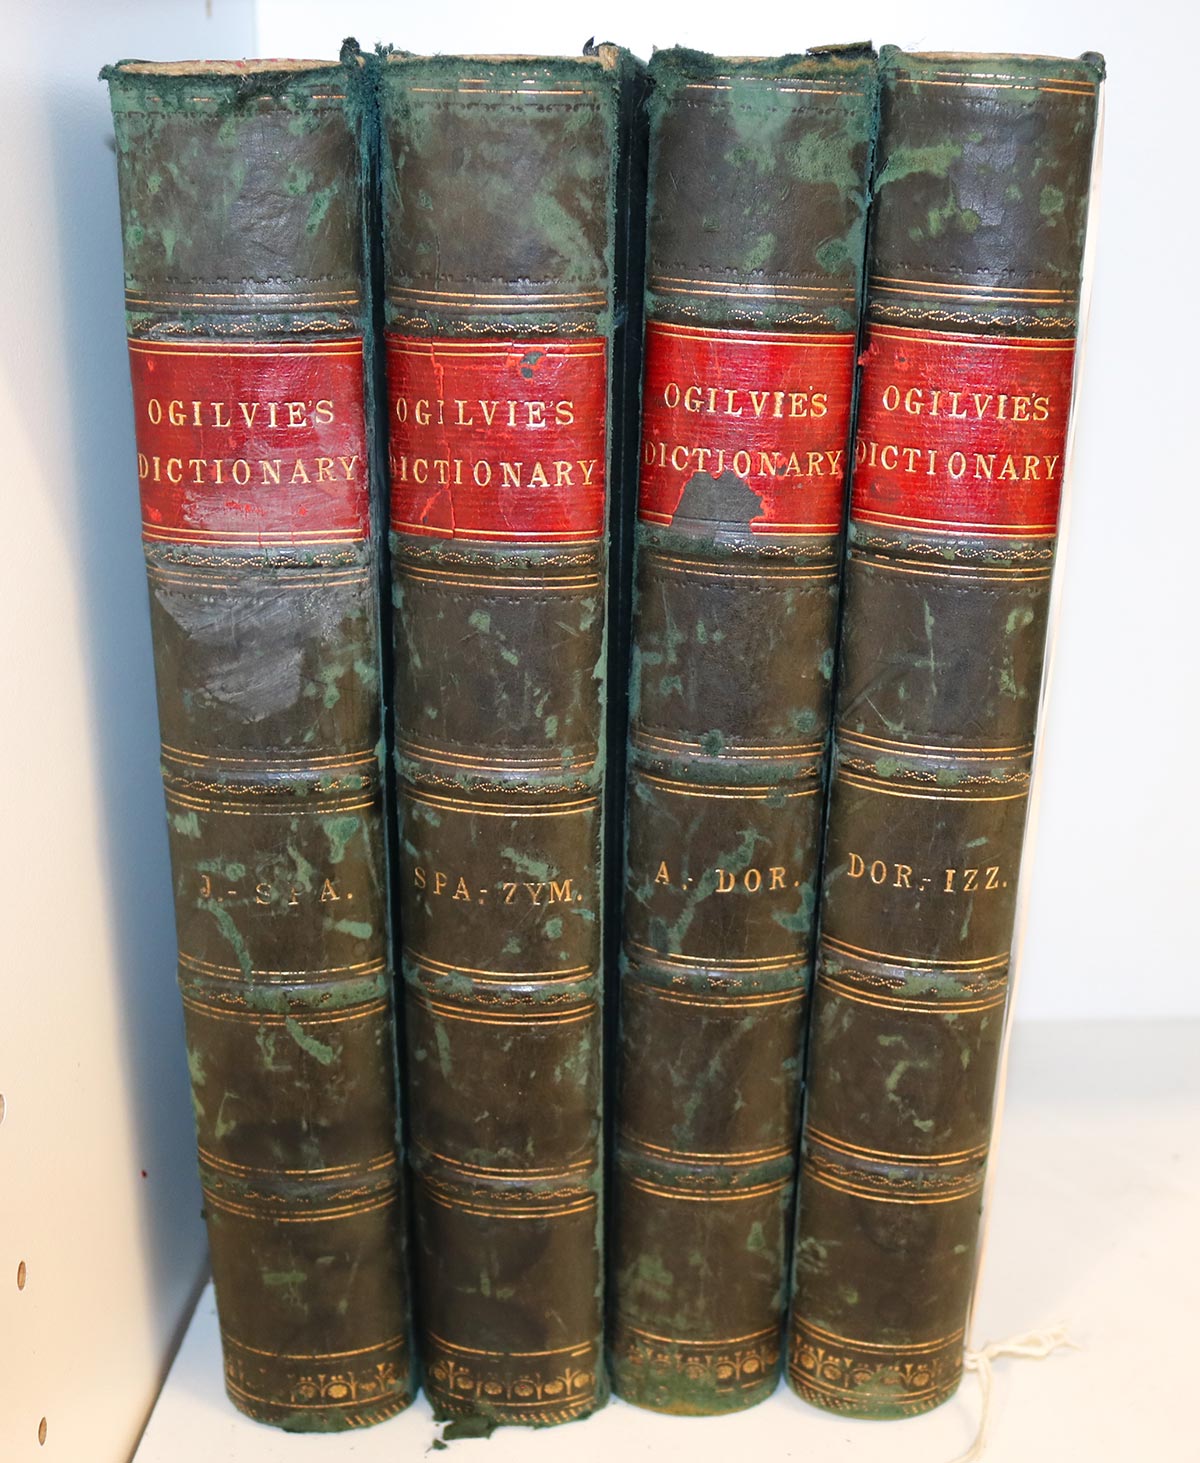 OGILVIE'S
DICTIONARY
J.-SPA.
OGILVIE'S
DICTIONARY
SPA.-ZYM.
OGILVIE'S
DICTIONARY
A.-DOR.
OGILVIE'S
DICTIONARY
DOR.-IZZ.